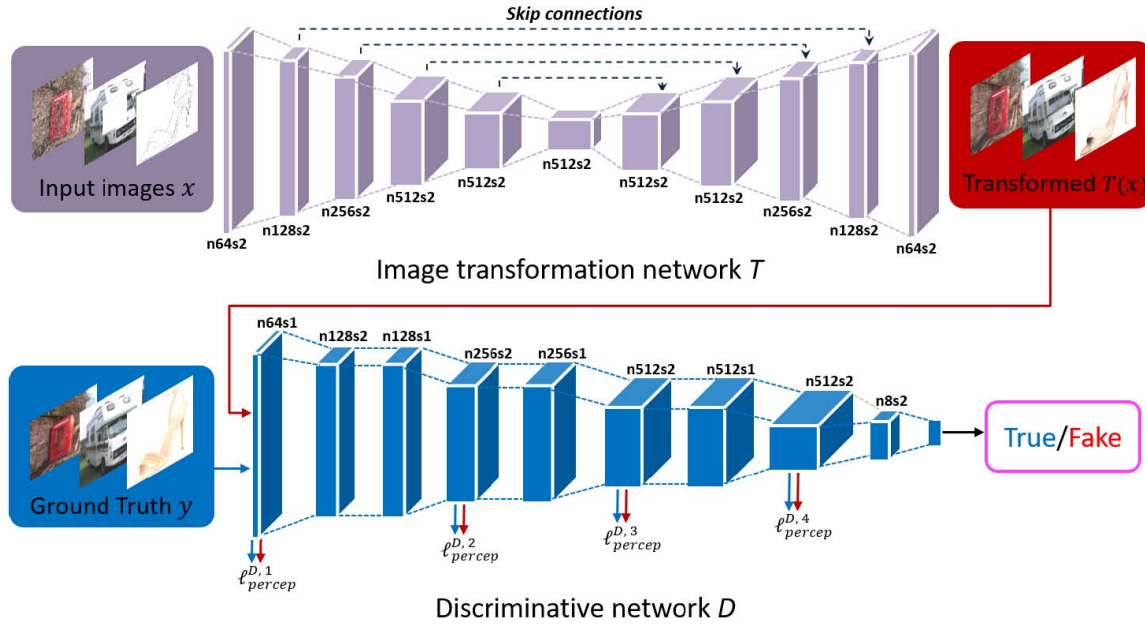 Skip connections
Input images x
n64s2
n128s2
n256s2
n512s2
n512s2
n512s2
n512s2
n512s2
n256s2
n128s2
n64s2
Transformed T(x)
Image transformation network T
n64s1
n128s2
n128s1
n256s2
n256s1
n512s2
n512s1
n512s2
n8s2
Ground Truth y
True/Fake
ℓ^{D,1}_{percep}
ℓ^{D,2}_{percep}
ℓ^{D,3}_{percep}
ℓ^{D,4}_{percep}
Discriminative network D